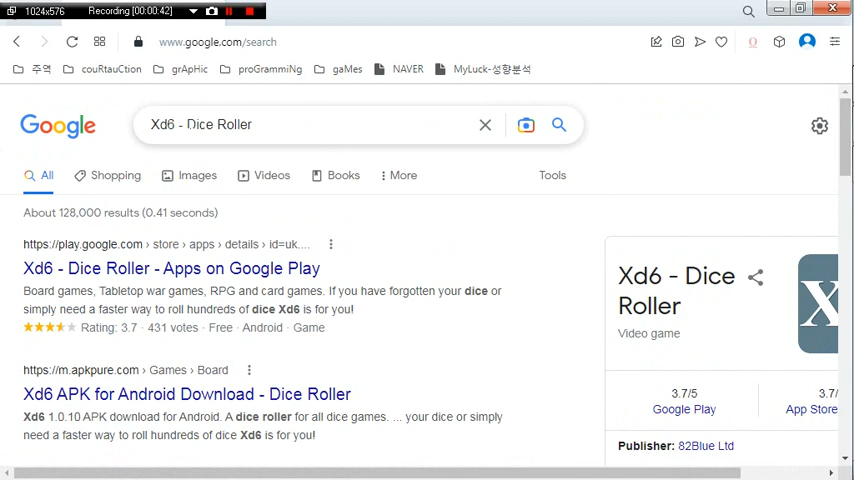 1024x576 Recording [00:00:42]
www.google.com/search
주역 couRtauCtion grApHic proGrammiNg gaMes NAVER MyLuck-성향분석
Google Xd6 - Dice Roller
All Shopping Images Videos Books More Tools
About 128,000 results (0.41 seconds)
https://play.google.com › store › apps › details › id=uk....
Xd6 - Dice Roller - Apps on Google Play
Board games, Tabletop war games, RPG and card games. If you have forgotten your dice or
simply need a faster way to roll hundreds of dice Xd6 is for you!
Rating: 3.7 · 431 votes · Free · Android · Game
https://m.apkpure.com › Games › Board
Xd6 APK for Android Download - Dice Roller
Xd6 1.0.10 APK download for Android. A dice roller for all dice games. ... your dice or simply
need a faster way to roll hundreds of dice Xd6 is for you!
Xd6 - Dice
Roller
Video game
X
3.7/5 3.7/
Google Play App Store
Publisher: 82Blue Ltd